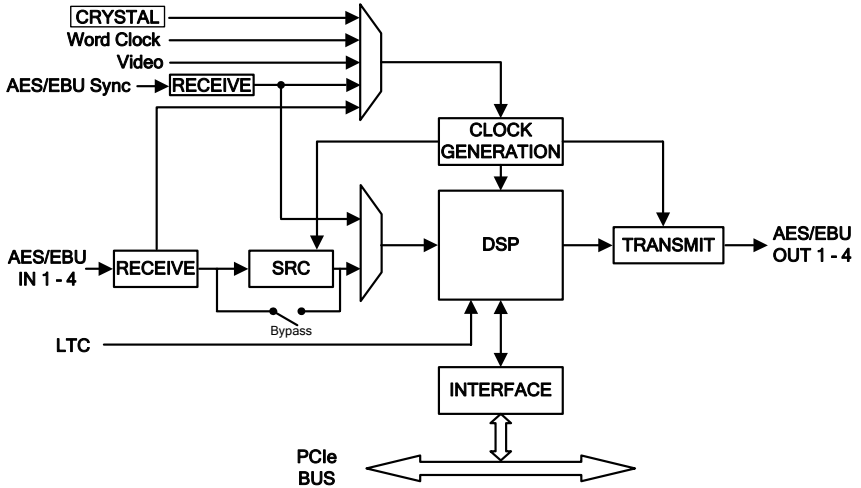 CRYSTAL
Word Clock
Video
AES/EBU Sync
RECEIVE
CLOCK
GENERATION
AES/EBU
IN 1 - 4
RECEIVE
SRC
Bypass
DSP
TRANSMIT
AES/EBU
OUT 1 - 4
LTC
INTERFACE
PCIe
BUS